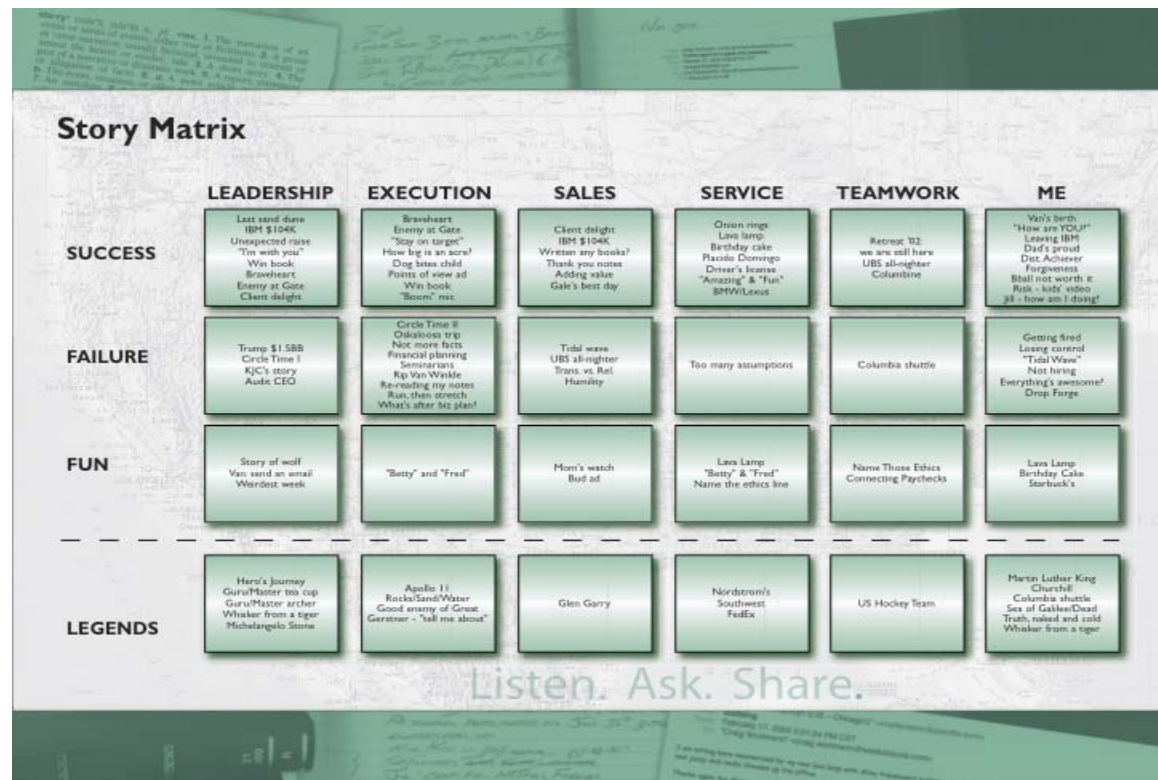 Story Matrix
LEADERSHIP
EXECUTION
SALES
SERVICE
TEAMWORK
ME
SUCCESS
Last sand dune
IBM $104K
Unexpected raise
"I'm with you"
Win book
Braveheart
Enemy at Gate
Client delight
Braveheart
Enemy at Gate
"Stay on target"
How big is an acre?
Dog bites child
Points of view ad
Win book
"Boom" mic
Client delight
IBM $104K
Written any books?
Thank you notes
Adding value
Gale's best day
Onion rings
Lava lamp
Birthday cake
Placido Domingo
Driver's license
"Amazing" & "Fun"
BMW/Lexus
Retreat '02:
we are still here
UBS all-nighter
Columbine
Van's birth
"How are YOU?"
Leaving IBM
Dad's proud
Dist. Achiever
Forgiveness
Bball not worth it
Risk - kids' video
Jill - how am I doing?
FAILURE
Trump $1.5BB
Circle Time I
KJC's story
Audit CEO
Circle Time II
Oskaloosa trip
Not more facts
Financial planning
Seminarians
Rip Van Winkle
Re-reading my notes
Run, then stretch
What's after biz plan?
Tidal wave
UBS all-nighter
Trans. vs. Rel.
Humility
Too many assumptions
Columbia shuttle
Getting fired
Losing control
"Tidal Wave"
Not hiring
Everything's awesome?
Drop Forge
FUN
Story of wolf
Van: send an email
Weirdest week
"Betty" and "Fred"
Mom's watch
Bud ad
Lava Lamp
"Betty" & "Fred"
Name the ethics line
Name Those Ethics
Connecting Paychecks
Lava Lamp
Birthday Cake
Starbuck's
LEGENDS
Hero's Journey
Guru/Master tea cup
Guru/Master archer
Whisker from a tiger
Michelangelo Stone
Apollo 11
Rocks/Sand/Water
Good enemy of Great
Gerstner - "tell me about"
Glen Garry
Nordstrom's
Southwest
FedEx
US Hockey Team
Martin Luther King
Churchill
Columbia shuttle
Sea of Galilee/Dead
Truth, naked and cold
Whisker from a tiger
Listen. Ask. Share.